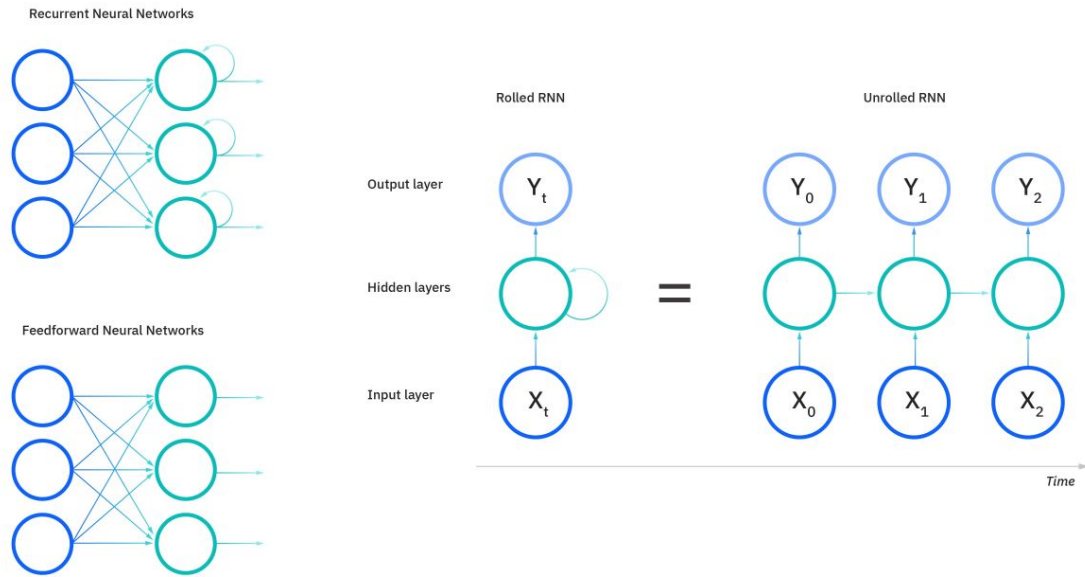 Recurrent Neural Networks
Feedforward Neural Networks
Rolled RNN
Unrolled RNN
Output layer
Yt
Y0
Y1
Y2
Hidden layers
=
Input layer
Xt
X0
X1
X2
Time